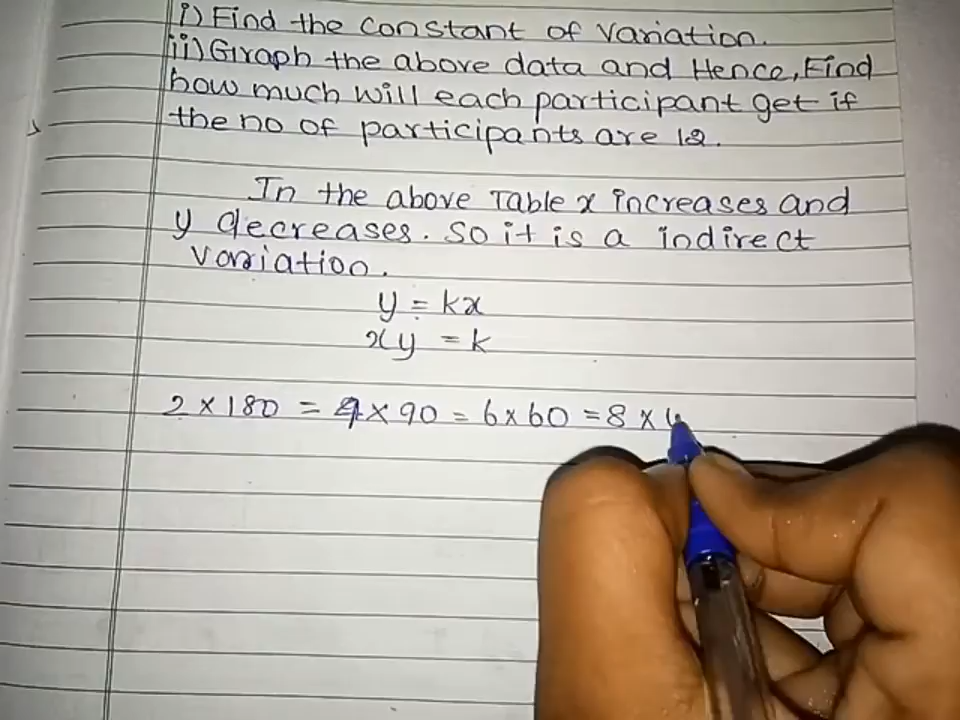 i) Find the constant of variation.
ii) Graph the above data and Hence, Find
how much will each participant get if
the no of participants are 12.
In the above Table x increases and
y decreases. So it is a indirect
variation.
y = kx
xy = k
2 × 180 = 4 × 90 = 6 × 60 = 8 ×